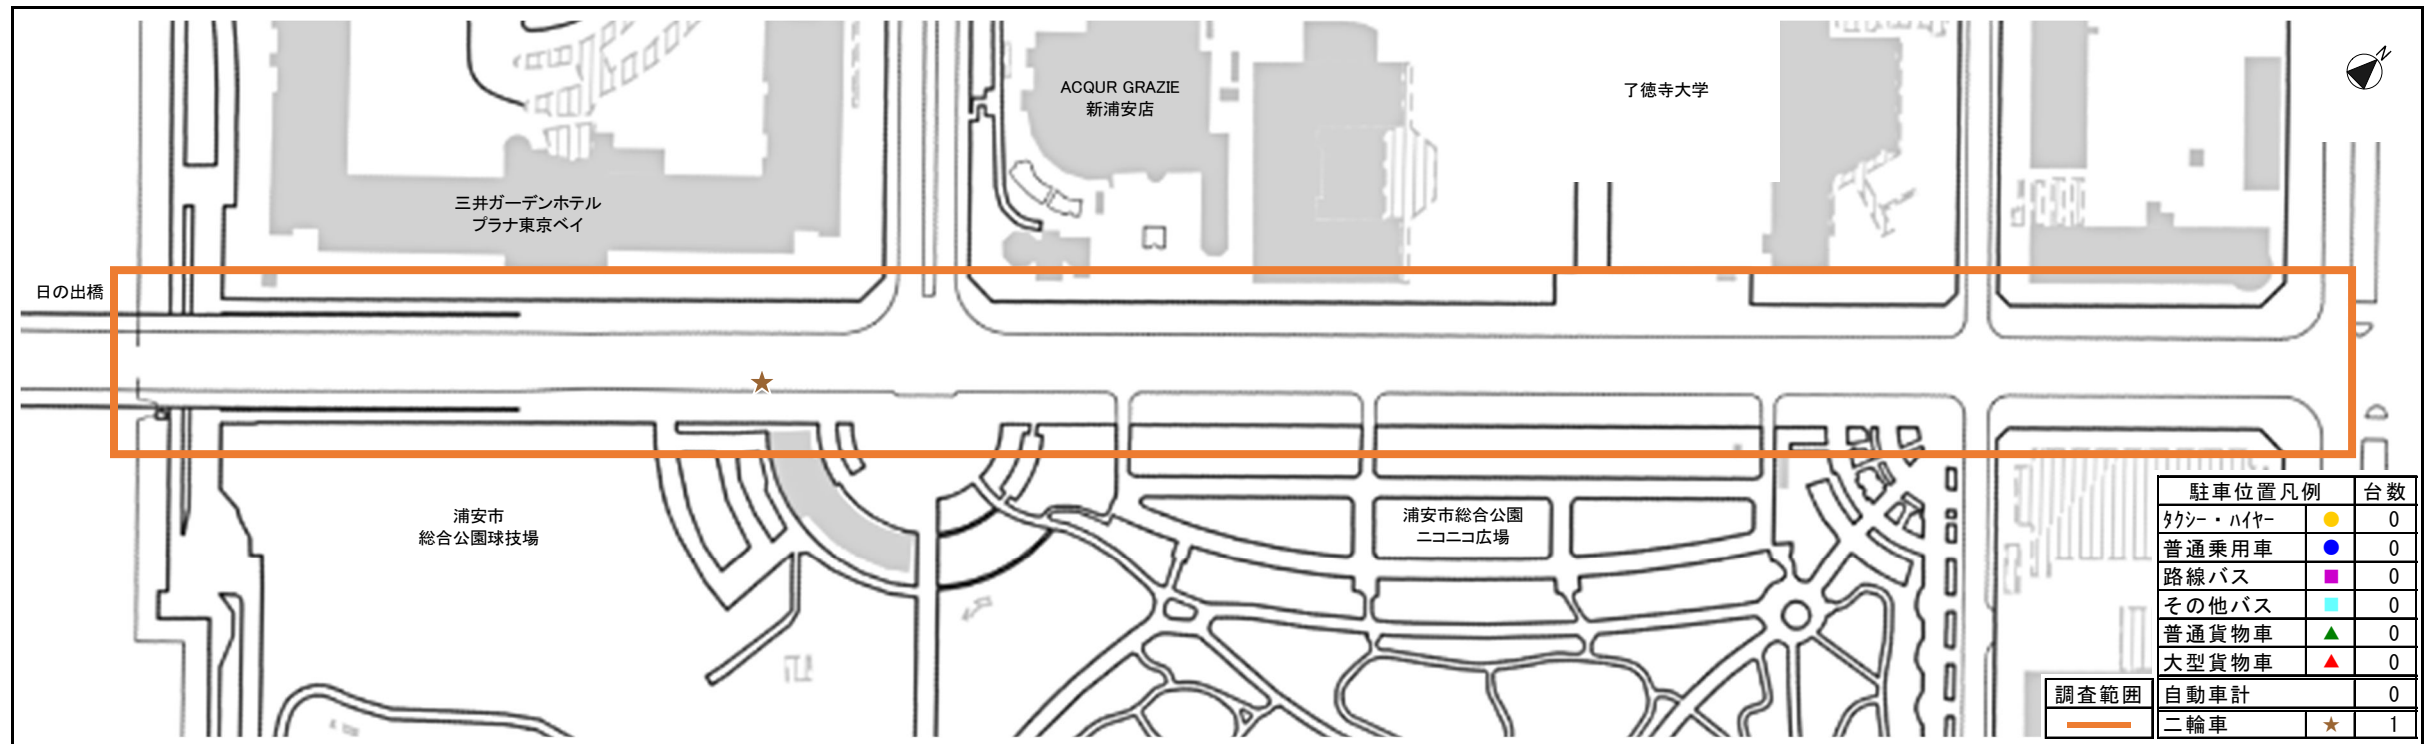 N
ACQUR GRAZIE
新浦安店
了徳寺大学
三井ガーデンホテル
プラナ東京ベイ
日の出橋
浦安市
総合公園球技場
浦安市総合公園
ニコニコ広場
駐車位置凡例 台数
ﾀｸｼｰ・ﾊｲﾔｰ ● 0
普通乗用車 ● 0
路線バス ■ 0
その他バス ■ 0
普通貨物車 ▲ 0
大型貨物車 ▲ 0
調査範囲 自動車計 0
二輪車 ★ 1